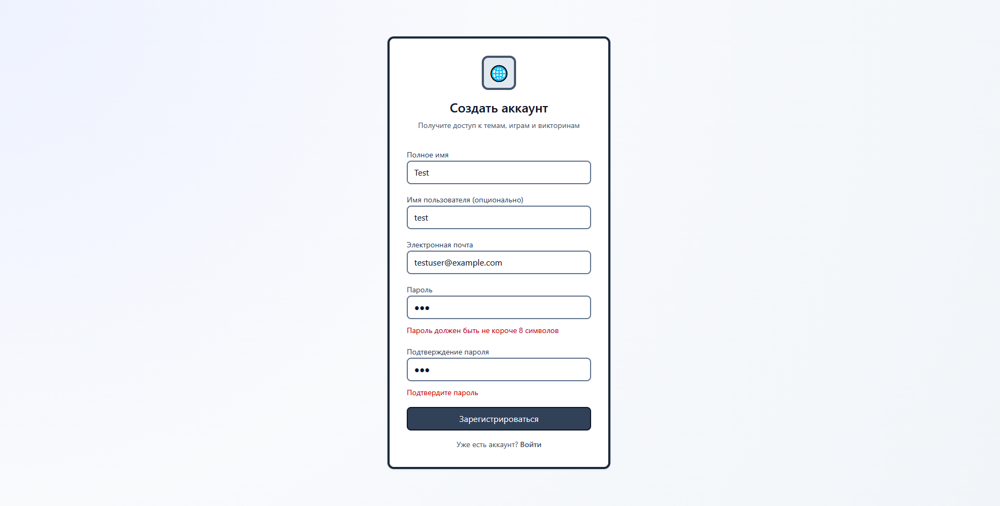 Создать аккаунт
Получите доступ к темам, играм и викторинам
Полное имя
Test
Имя пользователя (опционально)
test
Электронная почта
testuser@example.com
Пароль
●●●
Пароль должен быть не короче 8 символов
Подтверждение пароля
●●●
Подтвердите пароль
Зарегистрироваться
Уже есть аккаунт? Войти